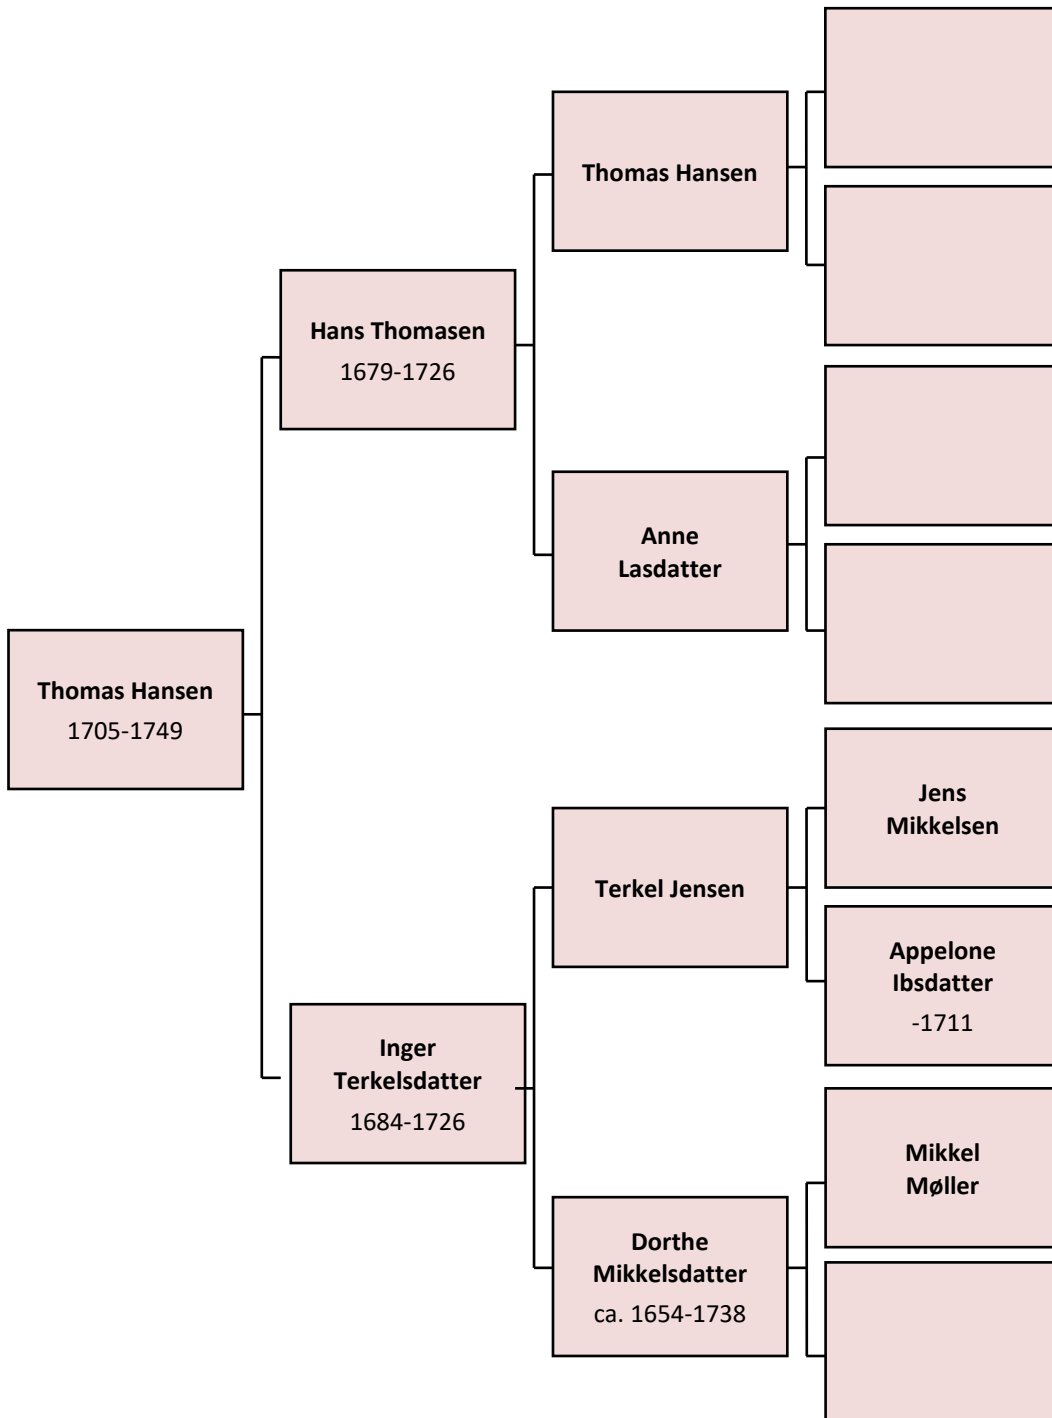 Thomas Hansen
1705-1749
Hans Thomasen
1679-1726
Inger
Terkelsdatter
1684-1726
Thomas Hansen
Anne
Lasdatter
Terkel Jensen
Dorthe
Mikkelsdatter
ca. 1654-1738
Jens
Mikkelsen
Appelone
Ibsdatter
-1711
Mikkel
Møller